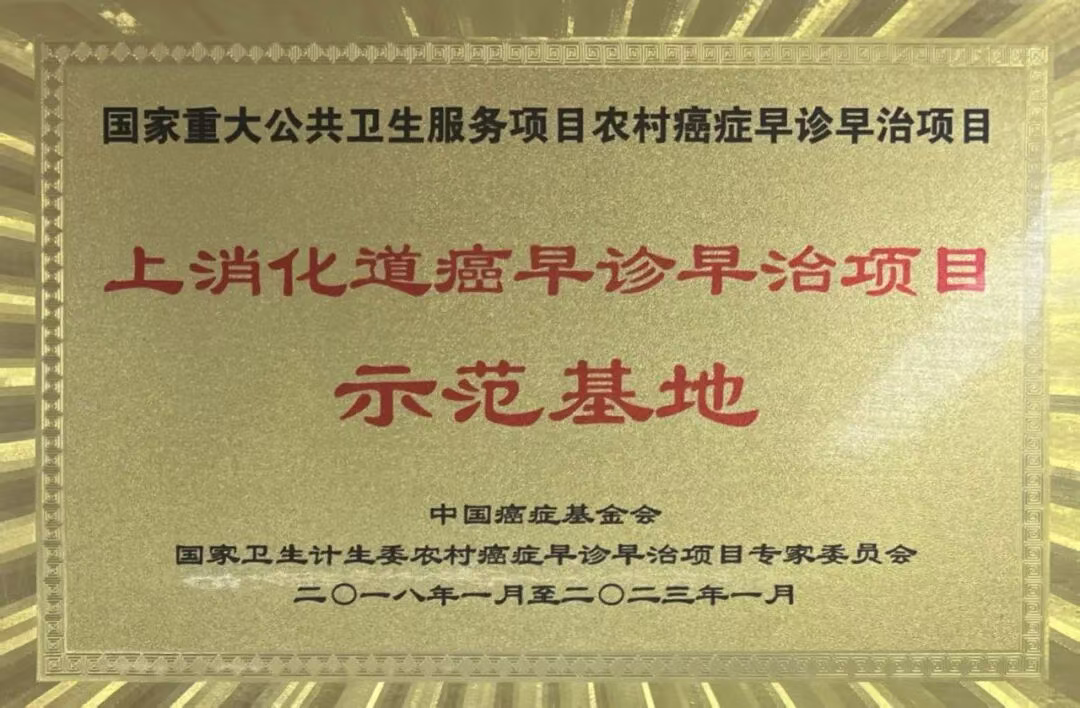 国家重大公共卫生服务项目农村癌症早诊早治项目
上消化道癌早诊早治项目
示范基地
中国癌症基金会
国家卫生计生委农村癌症早诊早治项目专家委员会
二〇一八年一月至二〇二三年一月